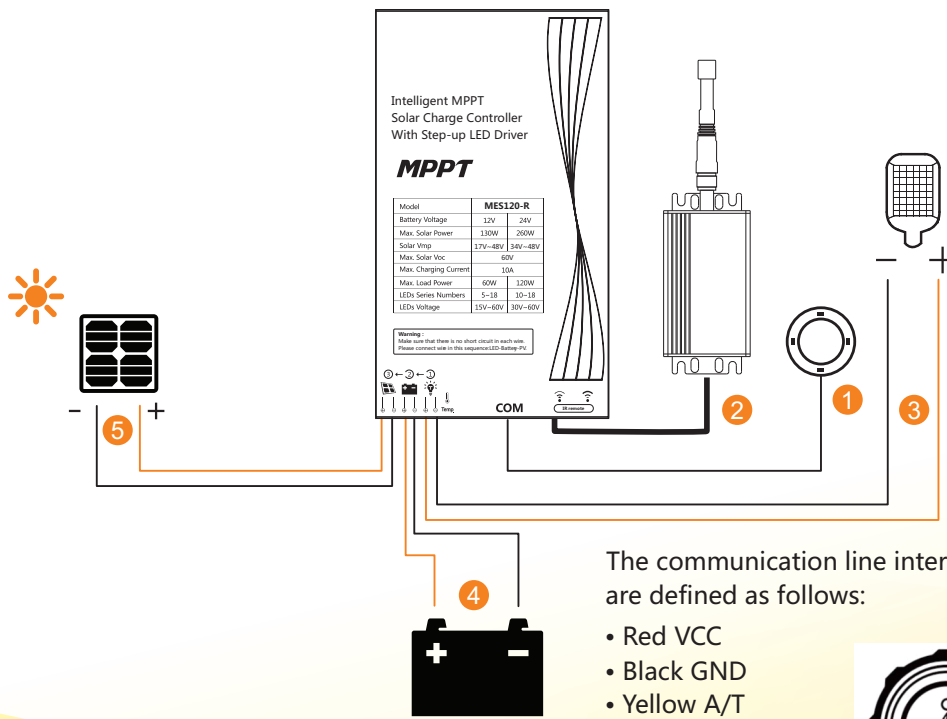 Intelligent MPPT
Solar Charge Controller
With Step-up LED Driver
MPPT
Model MES120-R
Battery Voltage 12V 24V
Max. Solar Power 130W 260W
Solar Vmp 17V~48V 34V~48V
Max. Solar Voc 60V
Max. Charging Current 10A
Max. Load Power 60W 120W
LEDs Series Numbers 5~18 10~18
LEDs Voltage 15V~60V 30V~60V
Warning :
Make sure that there is no short circuit in each wire.
Please connect wire in this sequence:LED-Battey-PV.
③ ← ② ← ①
Temp
COM
IR remote
- +
5
2
1
3
- +
4
+ -
The communication line inter
are defined as follows:
• Red VCC
• Black GND
• Yellow A/T